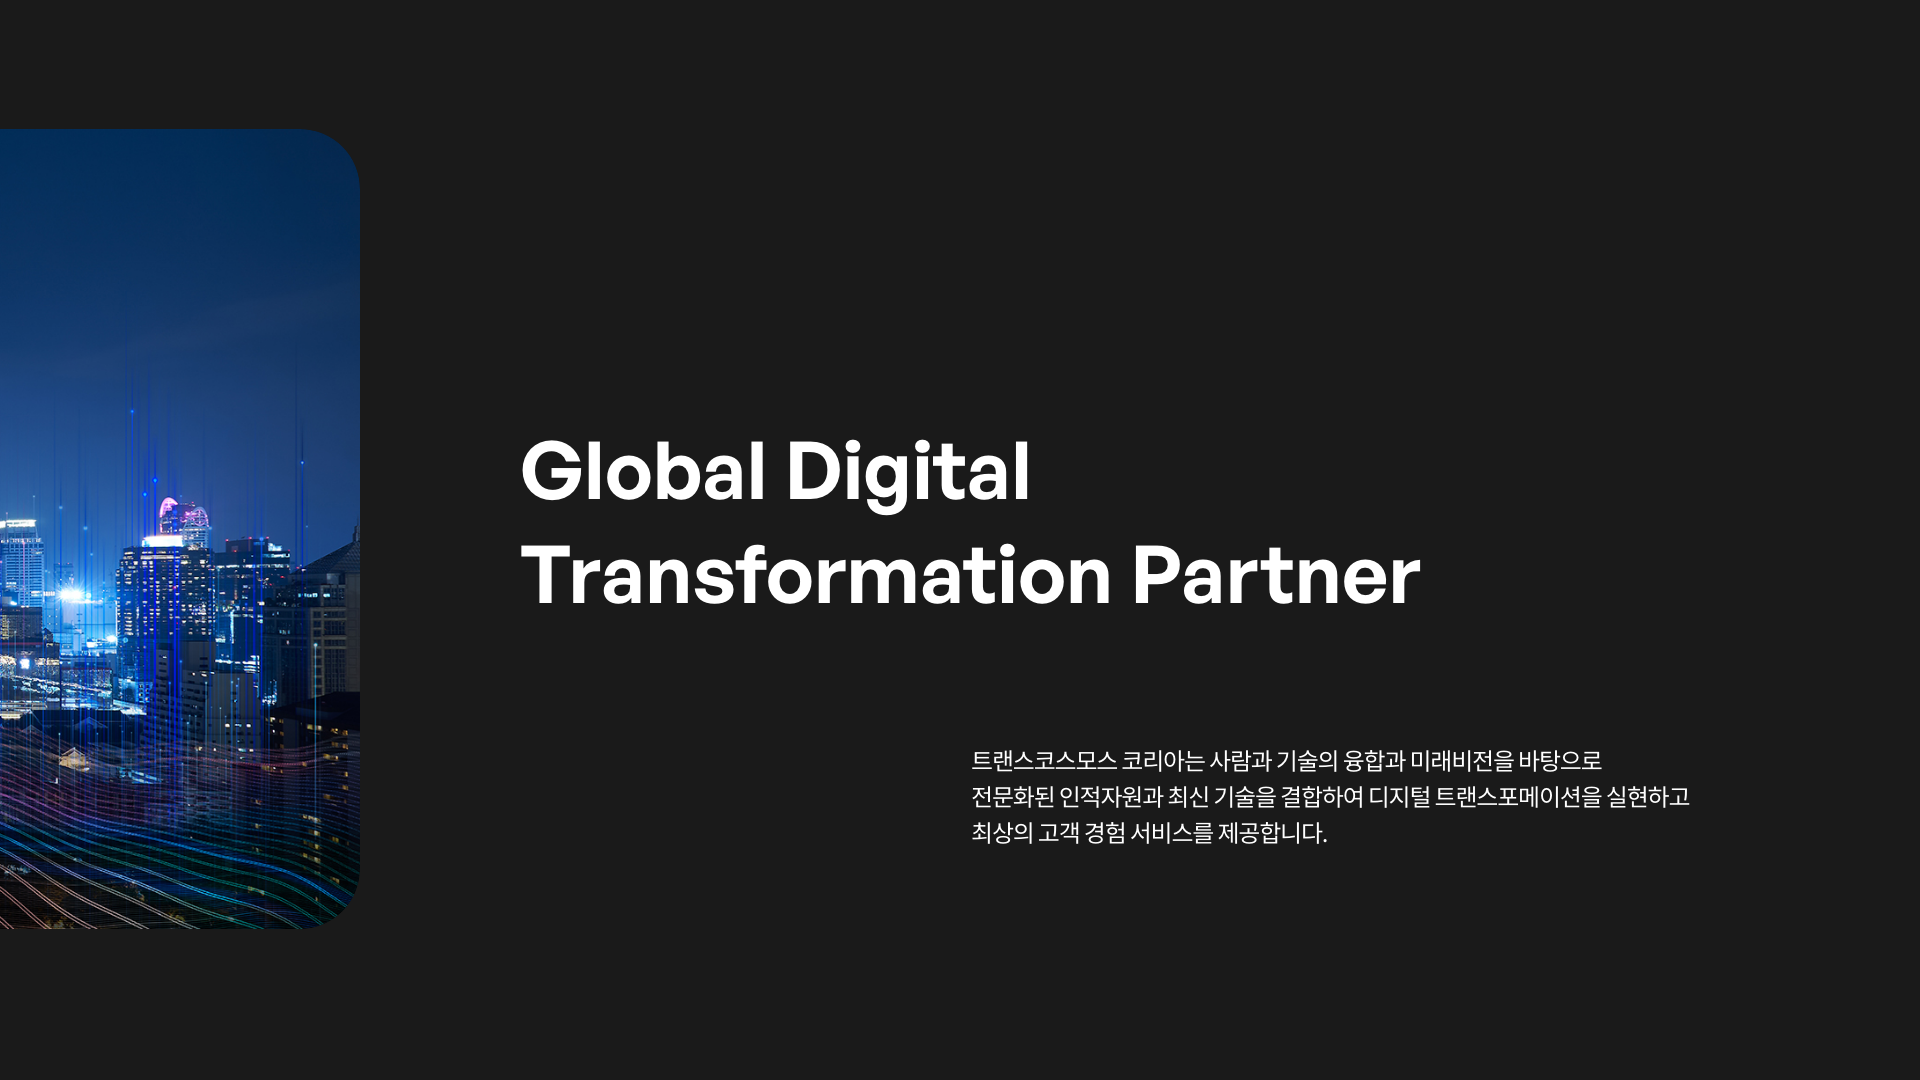 Global Digital
Transformation Partner
트랜스코스모스 코리아는 사람과 기술의 융합과 미래비전을 바탕으로
전문화된 인적자원과 최신 기술을 결합하여 디지털 트랜스포메이션을 실현하고
최상의 고객 경험 서비스를 제공합니다.